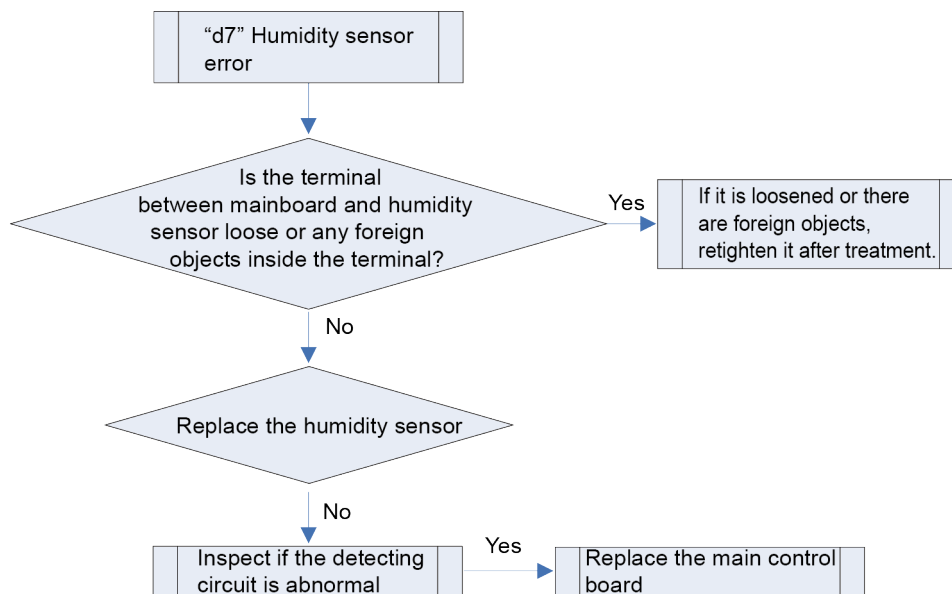 “d7” Humidity sensor
error
Is the terminal
between mainboard and humidity
sensor loose or any foreign
objects inside the terminal?
Yes
If it is loosened or there
are foreign objects,
retighten it after treatment.
No
Replace the humidity sensor
No
Inspect if the detecting
circuit is abnormal
Yes
Replace the main control
board